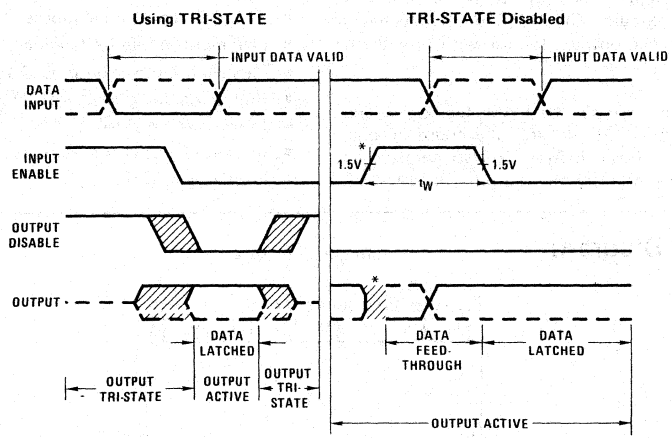 Using TRI-STATE
TRI-STATE Disabled
INPUT DATA VALID
INPUT DATA VALID
DATA
INPUT
INPUT
ENABLE
*
1.5V
1.5V
tW
OUTPUT
DISABLE
OUTPUT
*
DATA
LATCHED
DATA
FEED-
THROUGH
DATA
LATCHED
OUTPUT
TRI-STATE
OUTPUT
ACTIVE
OUTPUT
TRI-
STATE
OUTPUT ACTIVE